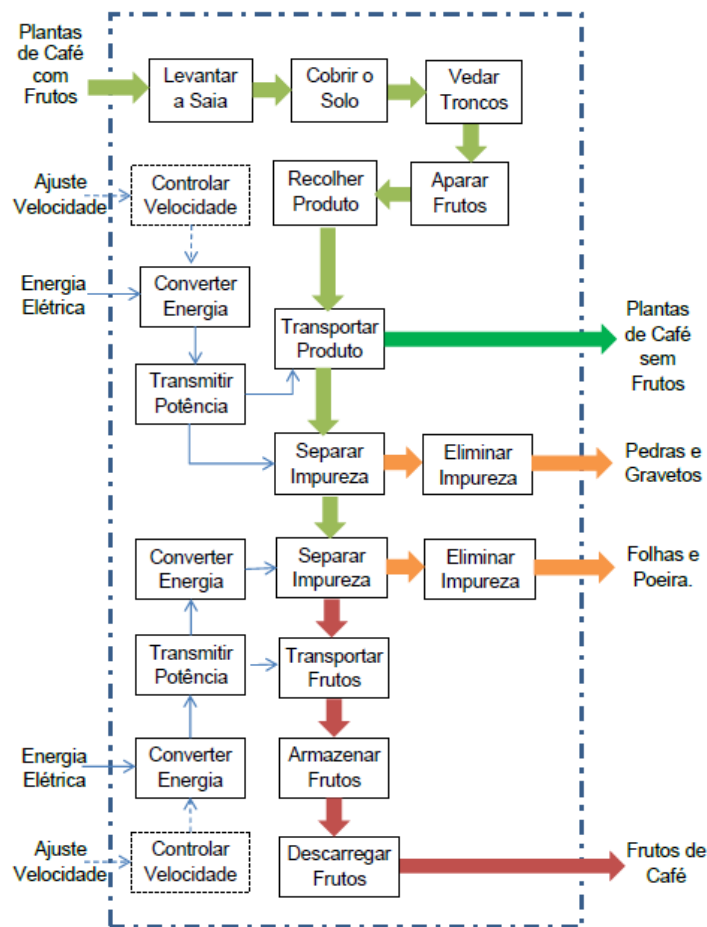 Plantas
de Café
com
Frutos
Levantar
a Saia
Cobrir o
Solo
Vedar
Troncos
Ajuste
Velocidade
Controlar
Velocidade
Recolher
Produto
Aparar
Frutos
Energia
Elétrica
Converter
Energia
Transportar
Produto
Plantas
de Café
sem
Frutos
Transmitir
Potência
Separar
Impureza
Eliminar
Impureza
Pedras e
Gravetos
Converter
Energia
Separar
Impureza
Eliminar
Impureza
Folhas e
Poeira.
Transmitir
Potência
Transportar
Frutos
Energia
Elétrica
Converter
Energia
Armazenar
Frutos
Ajuste
Velocidade
Controlar
Velocidade
Descarregar
Frutos
Frutos de
Café